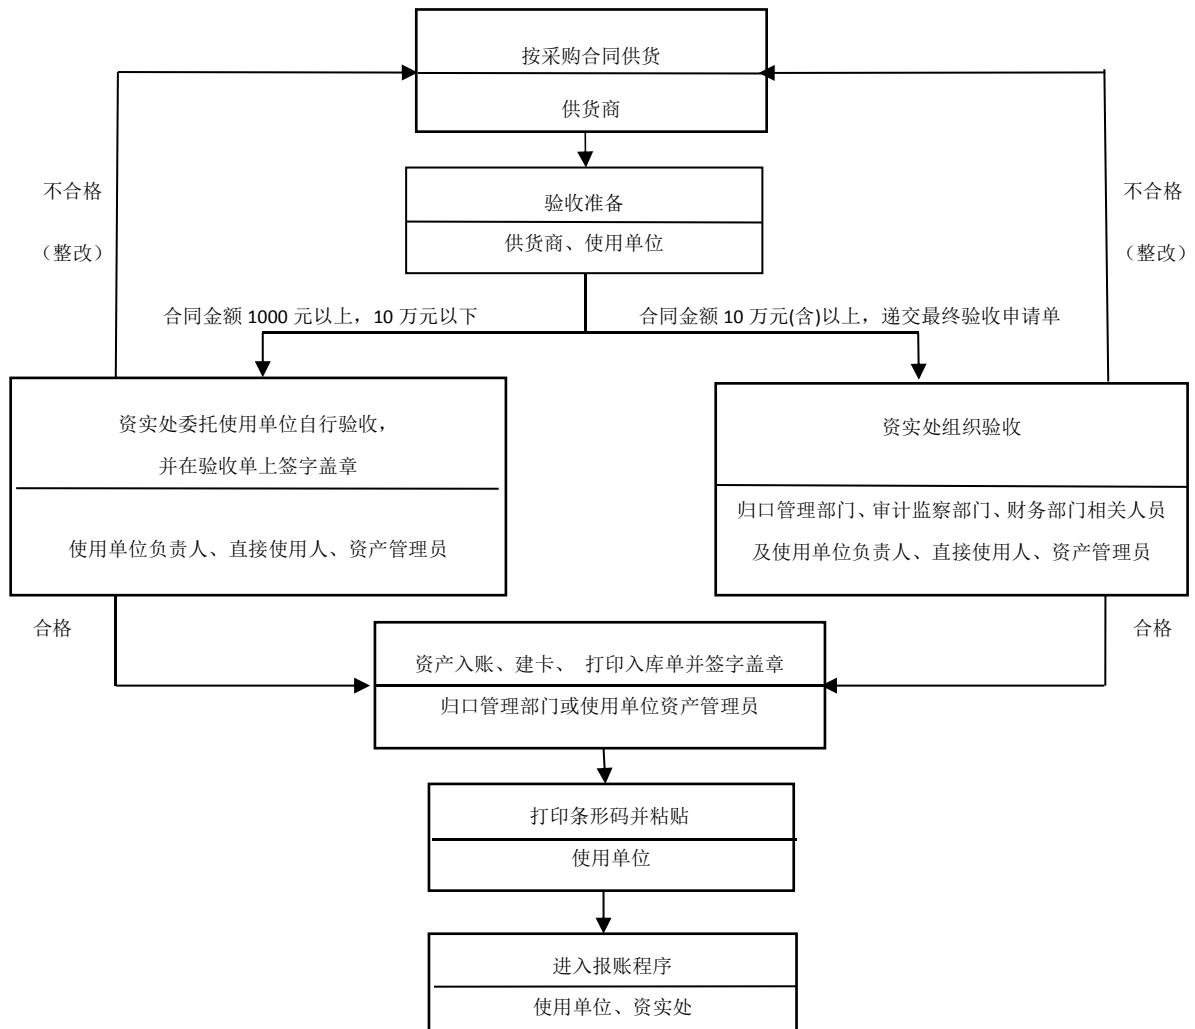 按采购合同供货
供货商
不合格
（整改）
不合格
（整改）
验收准备
供货商、使用单位
合同金额 1000 元以上，10 万元以下
合同金额 10 万元(含)以上，递交最终验收申请单
资实处委托使用单位自行验收，
并在验收单上签字盖章
使用单位负责人、直接使用人、资产管理员
资实处组织验收
归口管理部门、审计监察部门、财务部门相关人员
及使用单位负责人、直接使用人、资产管理员
合格
合格
资产入账、建卡、 打印入库单并签字盖章
归口管理部门或使用单位资产管理员
打印条形码并粘贴
使用单位
进入报账程序
使用单位、资实处